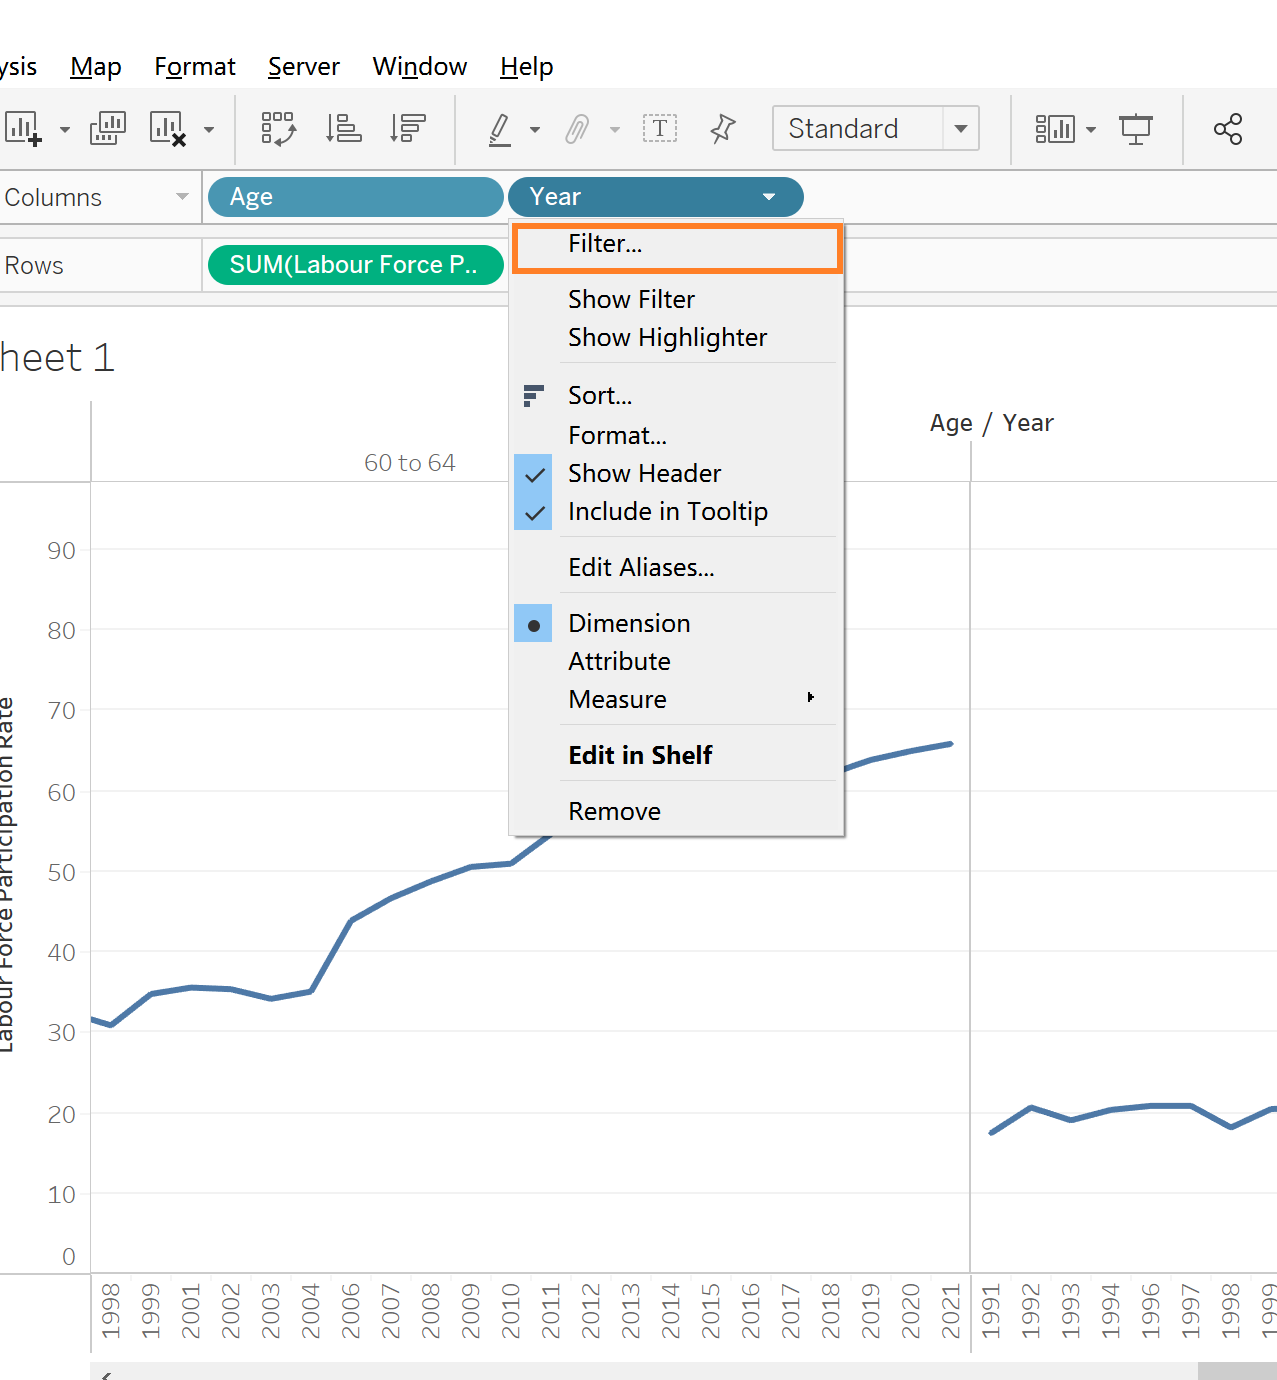 ysis Map Format Server Window Help
T Standard
Columns Age Year
Rows SUM(Labour Force P..
Filter...
Show Filter
Show Highlighter
Sort...
Format...
Show Header
Include in Tooltip
Edit Aliases...
Dimension
Attribute
Measure
Edit in Shelf
Remove
heet 1
Age / Year
60 to 64
Labour Force Participation Rate
90
80
70
60
50
40
30
20
10
0
1998 1999 2001 2002 2003 2004 2006 2007 2008 2009 2010 2011 2012 2013 2014 2015 2016 2017 2018 2019 2020 2021 1991 1992 1993 1994 1996 1997 1998 1999